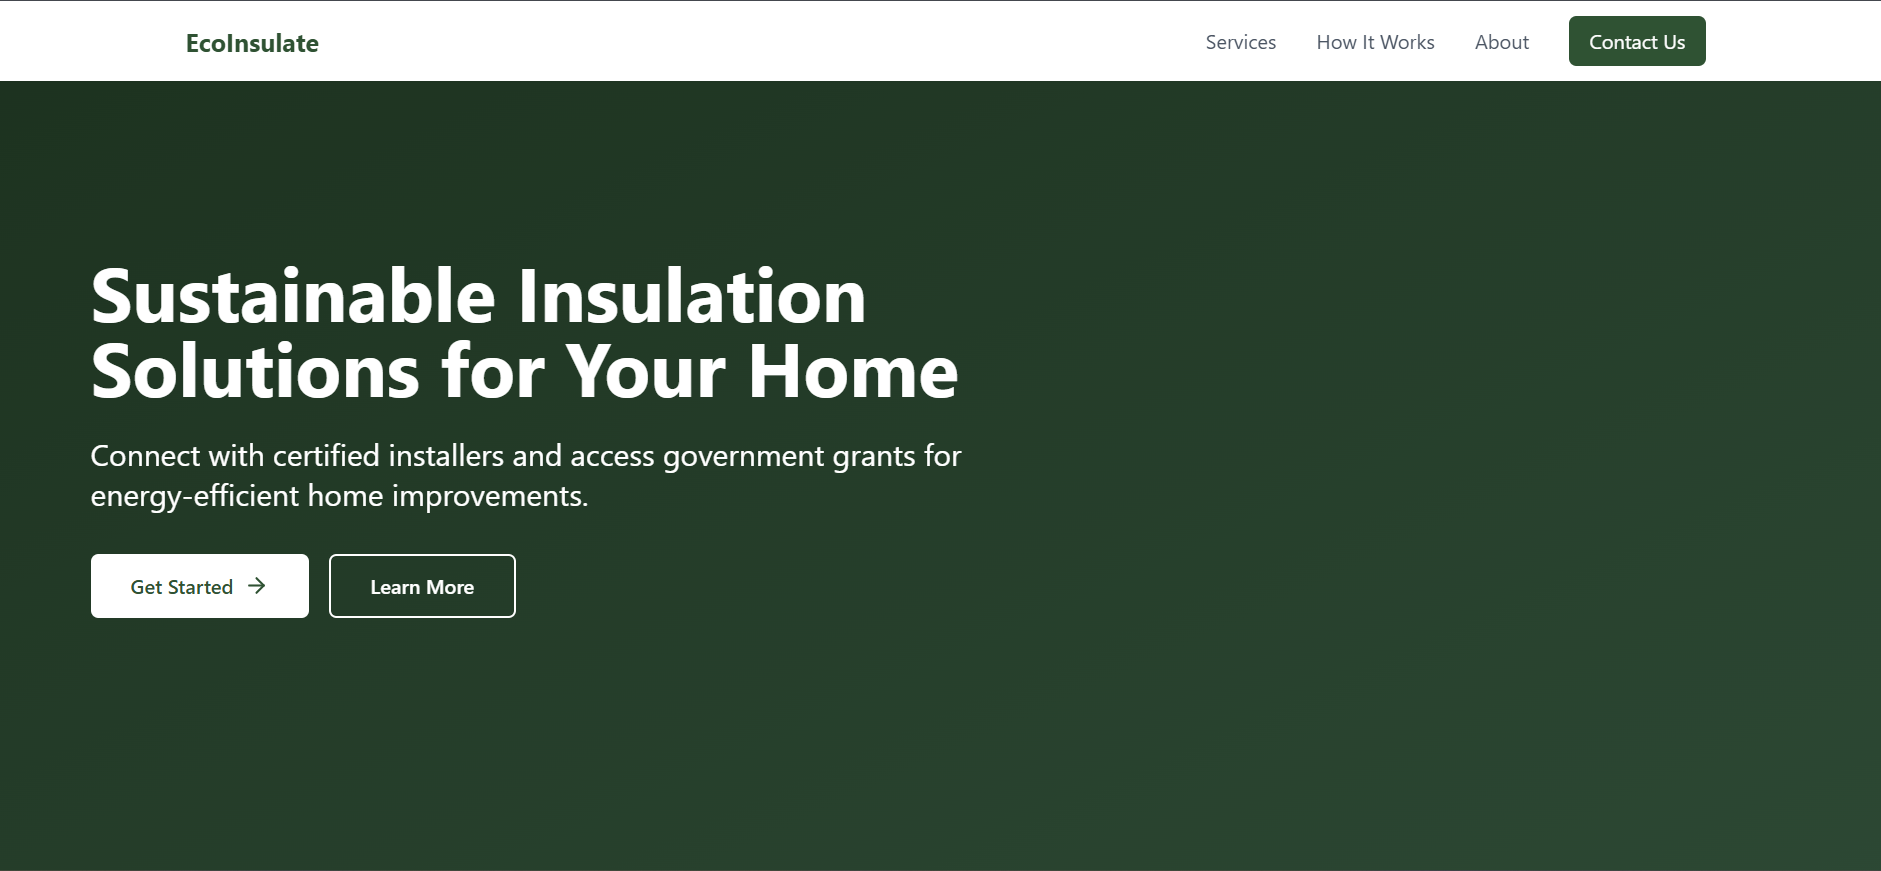 EcoInsulate
Services
How It Works
About
Contact Us
Sustainable Insulation
Solutions for Your Home
Connect with certified installers and access government grants for
energy-efficient home improvements.
Get Started
Learn More